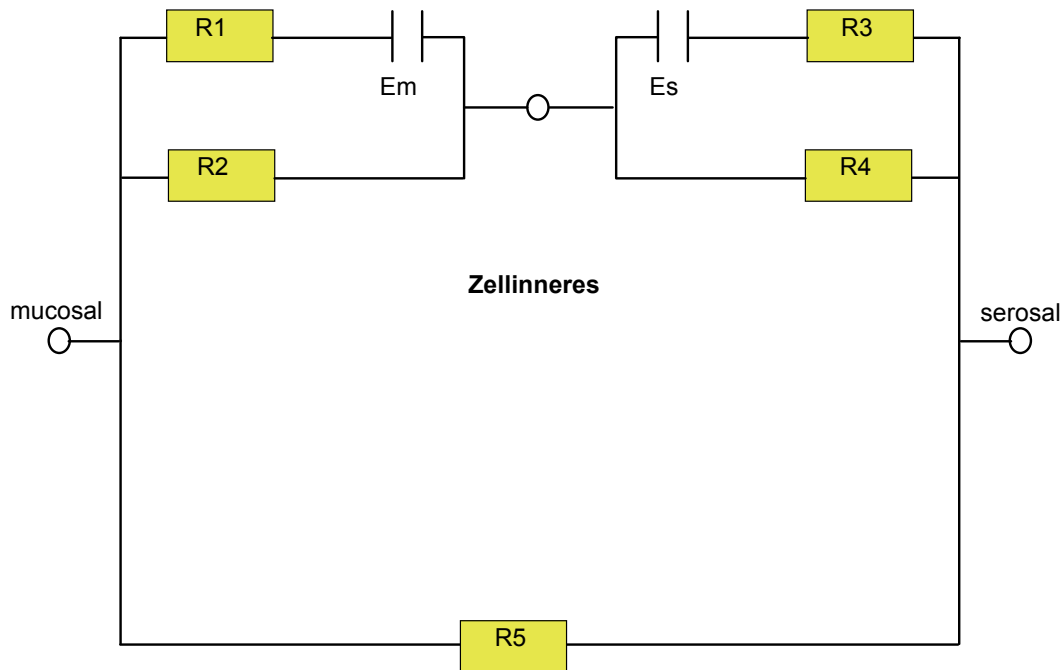 R1
R3
Em
Es
R2
R4
Zellinneres
mucosal
serosal
R5